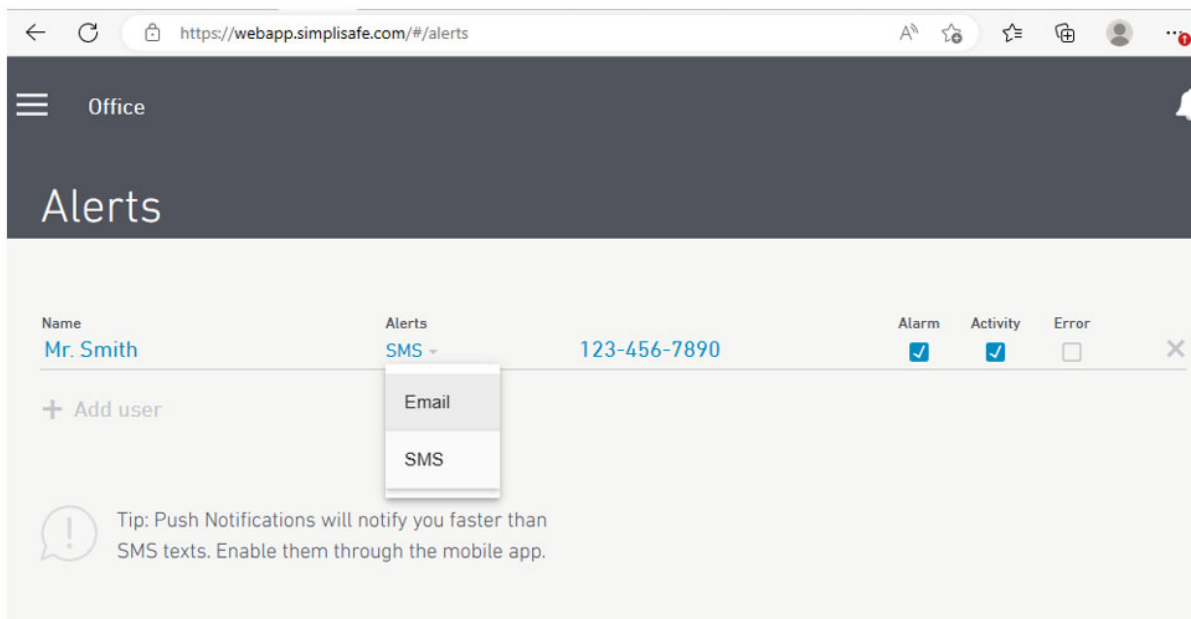 https://webapp.simplisafe.com/#/alerts
Office
Alerts
Name Alerts Alarm Activity Error
Mr. Smith SMS 123-456-7890
+ Add user
Email
SMS
Tip: Push Notifications will notify you faster than
SMS texts. Enable them through the mobile app.